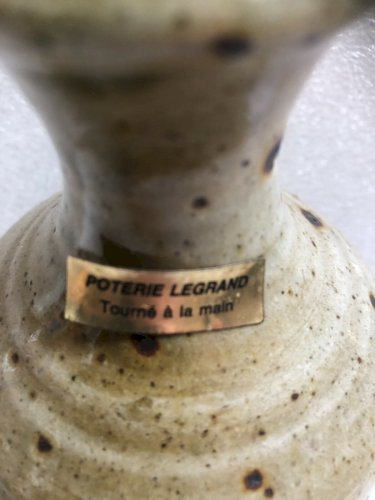 POTERIE LEGRAND
Tourné à la main